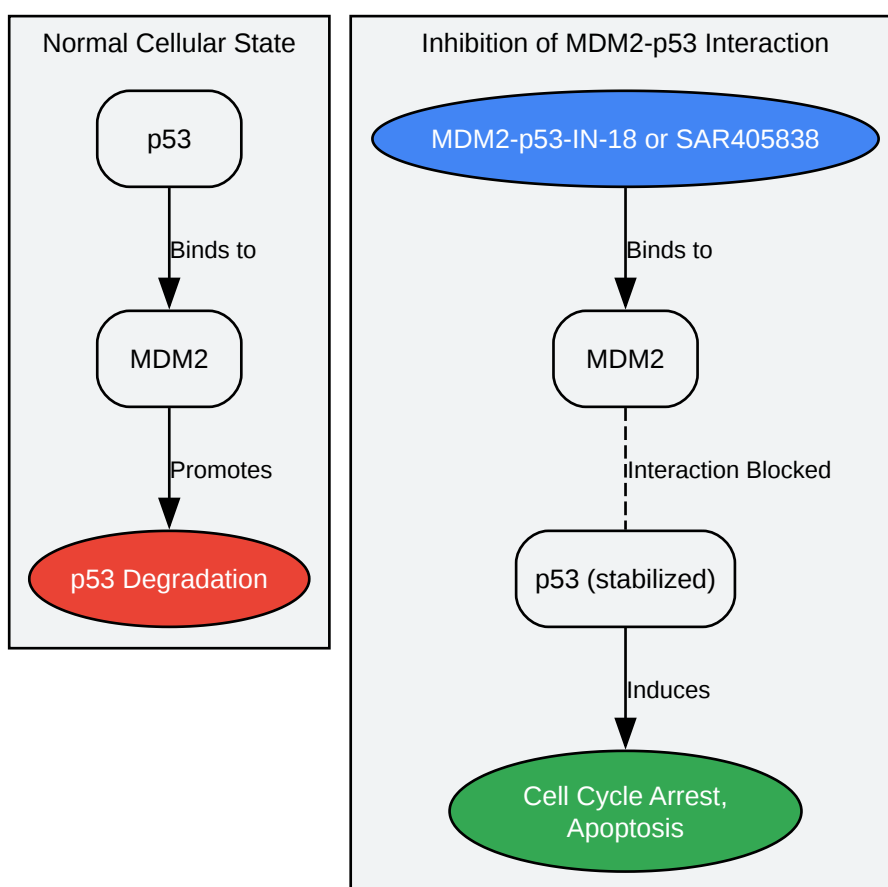 Normal Cellular State
p53
Binds to
MDM2
Promotes
p53 Degradation
Inhibition of MDM2-p53 Interaction
MDM2-p53-IN-18 or SAR405838
Binds to
MDM2
Interaction Blocked
p53 (stabilized)
Induces
Cell Cycle Arrest,
Apoptosis